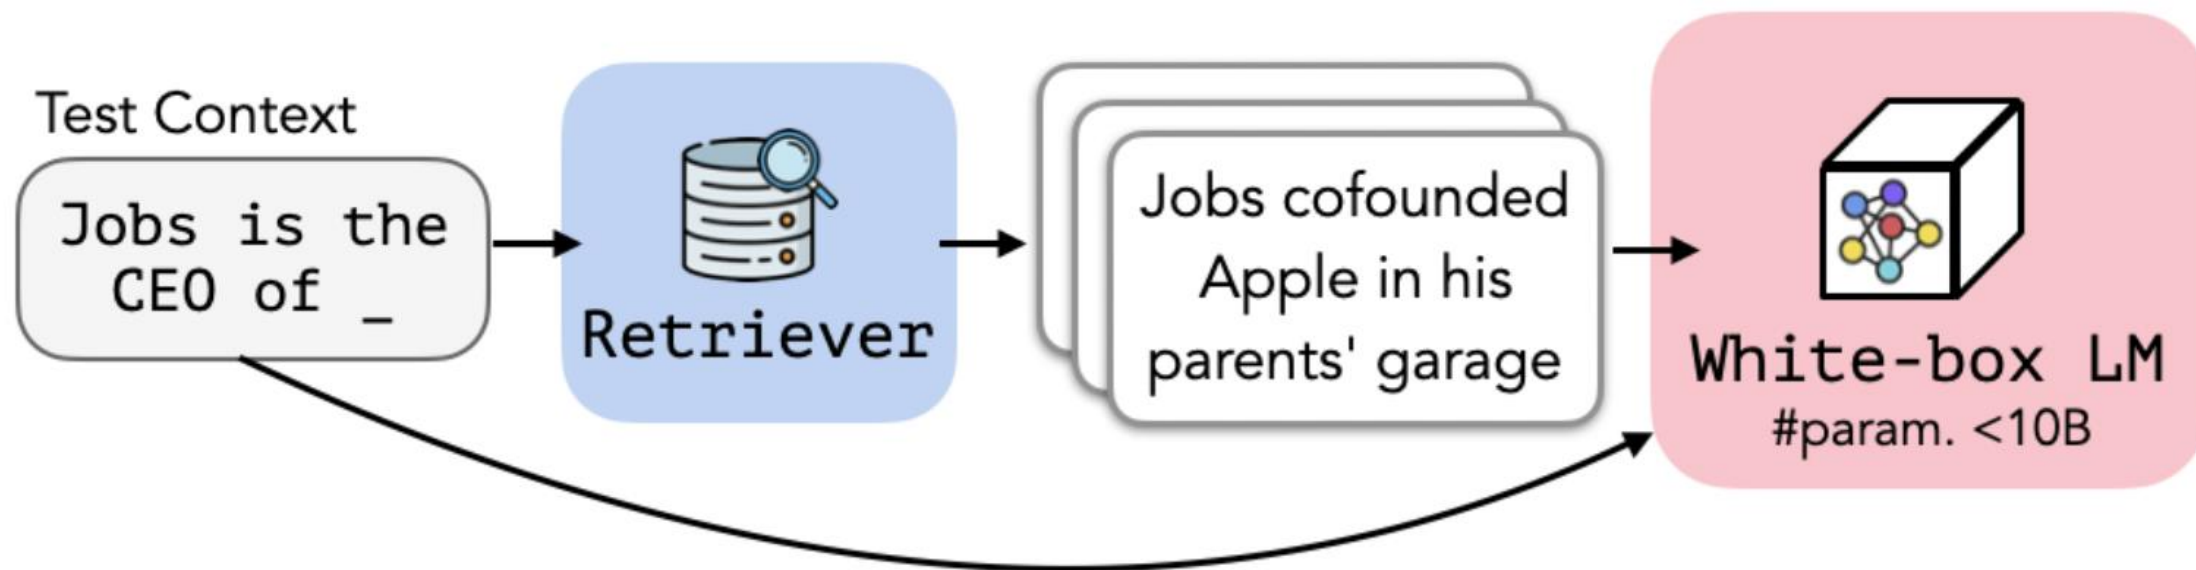 Test Context
Jobs is the
CEO of _
Retriever
Jobs cofounded
Apple in his
parents' garage
White-box LM
#param. <10B